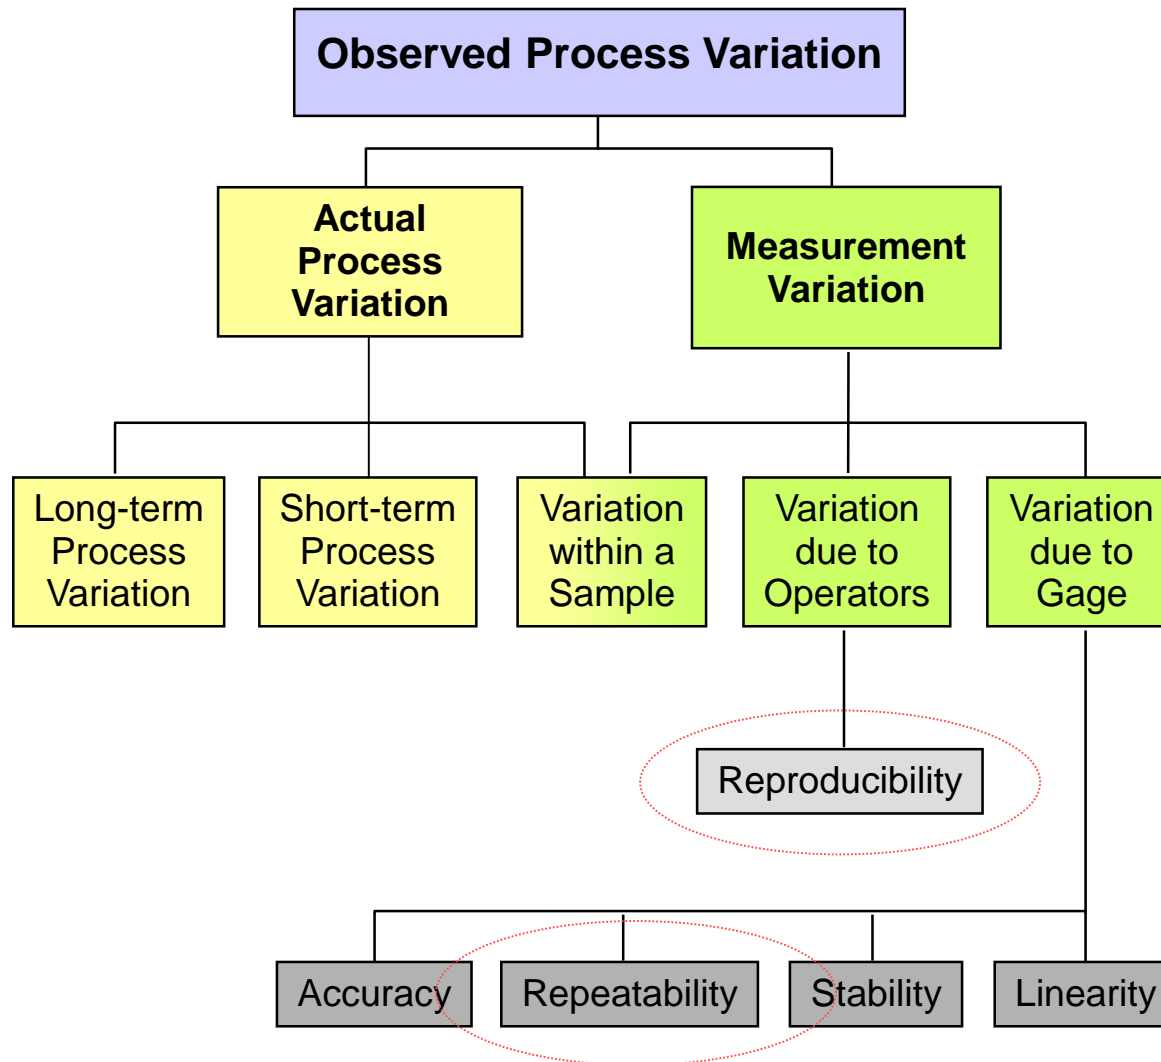 Observed Process Variation
Actual
Process
Variation
Measurement
Variation
Long-term
Process
Variation
Short-term
Process
Variation
Variation
within a
Sample
Variation
due to
Operators
Variation
due to
Gage
Reproducibility
Accuracy
Repeatability
Stability
Linearity